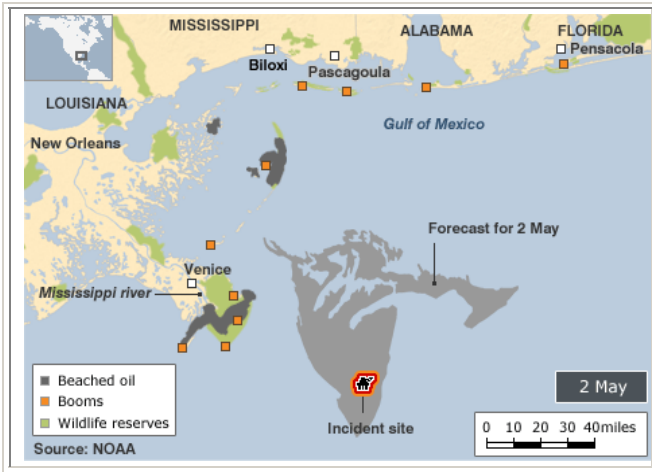 MISSISSIPPI
ALABAMA
FLORIDA
Biloxi
Pascagoula
Pensacola
LOUISIANA
New Orleans
Gulf of Mexico
Forecast for 2 May
Venice
Mississippi river
Beached oil
Booms
Wildlife reserves
2 May
Incident site
0 10 20 30 40miles
Source: NOAA